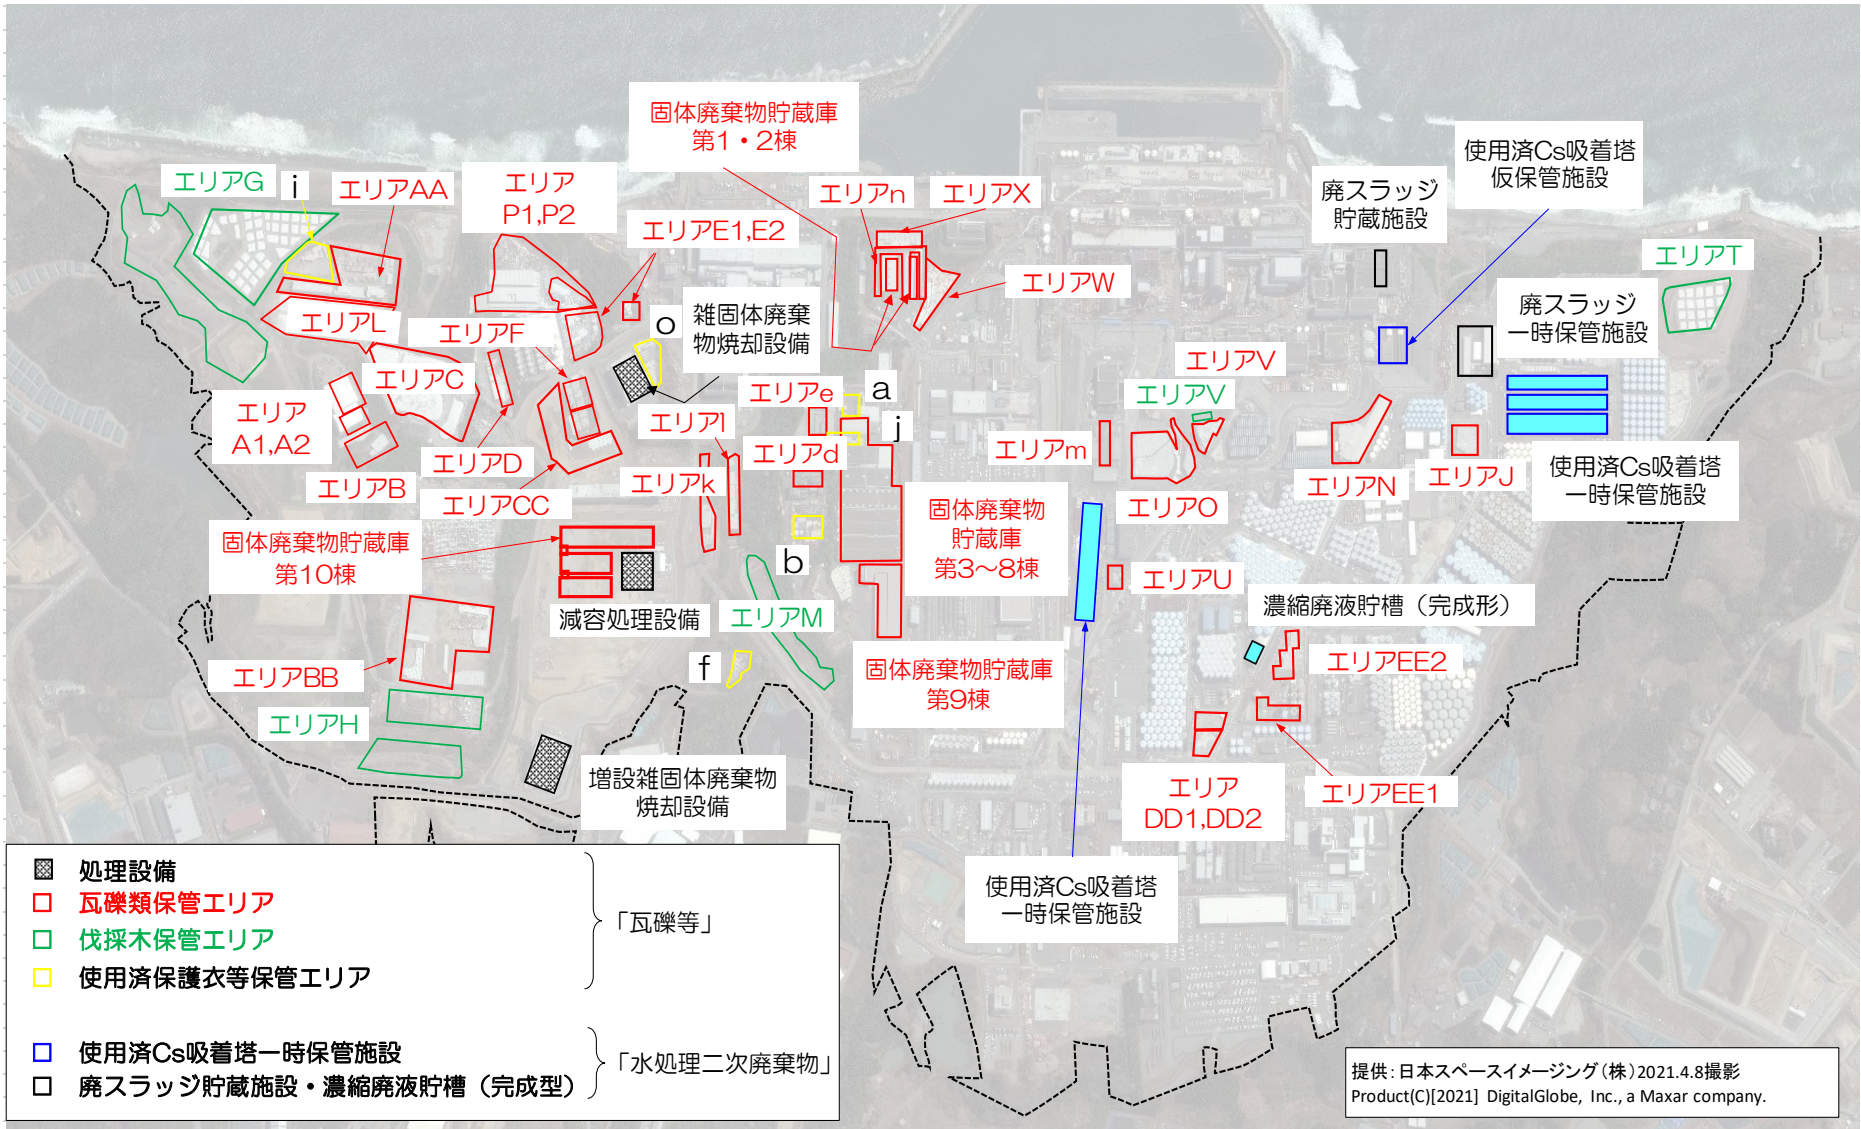 固体廃棄物貯蔵庫
第1・2棟
使用済Cs吸着塔
仮保管施設
廃スラッジ
貯蔵施設
エリアG
i
エリアAA
エリア
P1,P2
エリアn
エリアX
エリアE1,E2
エリアW
エリアT
雑固体廃棄
物焼却設備
o
廃スラッジ
一時保管施設
エリアL
エリアF
エリアV
エリアC
エリアe
a
エリアV
エリア
A1,A2
エリアl
j
エリアm
エリアD
エリアd
エリアB
エリアk
エリアN
エリアJ
使用済Cs吸着塔
一時保管施設
エリアCC
エリアO
固体廃棄物
貯蔵庫
第3～8棟
固体廃棄物貯蔵庫
第10棟
b
エリアU
減容処理設備
エリアM
濃縮廃液貯槽（完成形）
エリアBB
f
固体廃棄物貯蔵庫
第9棟
エリアEE2
エリアH
増設雑固体廃棄物
焼却設備
エリア
DD1,DD2
エリアEE1
使用済Cs吸着塔
一時保管施設
処理設備
瓦礫類保管エリア
伐採木保管エリア
使用済保護衣等保管エリア
「瓦礫等」
使用済Cs吸着塔一時保管施設
廃スラッジ貯蔵施設・濃縮廃液貯槽（完成型）
「水処理二次廃棄物」
提供：日本スペースイメージング（株）2021.4.8撮影
Product(C)[2021] DigitalGlobe, Inc., a Maxar company.